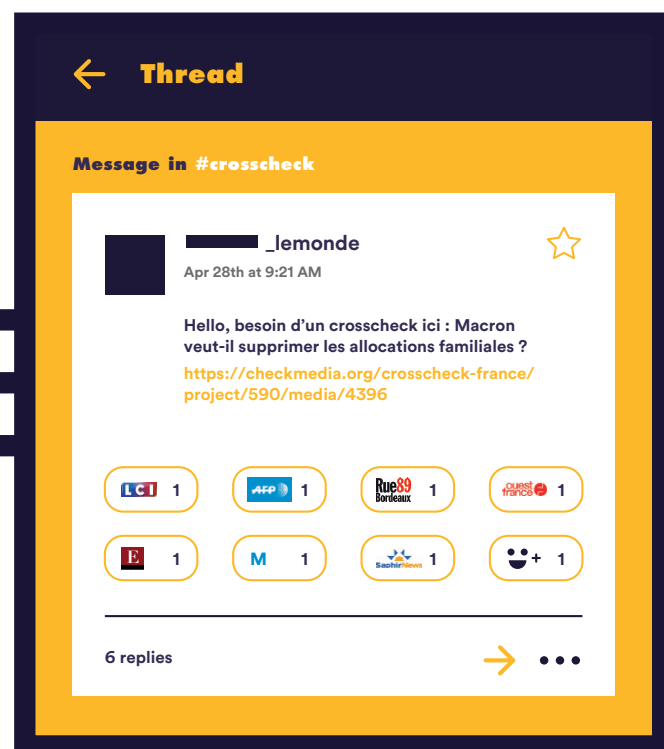 Thread
Message in #crosscheck
_lemonde
Apr 28th at 9:21 AM
Hello, besoin d’un crosscheck ici : Macron
veut-il supprimer les allocations familiales ?
https://checkmedia.org/crosscheck-france/
project/590/media/4396
LCI 1
AFP 1
Rue89
Bordeaux 1
ouest
france 1
E 1
M 1
SaphirNews 1
+ 1
6 replies